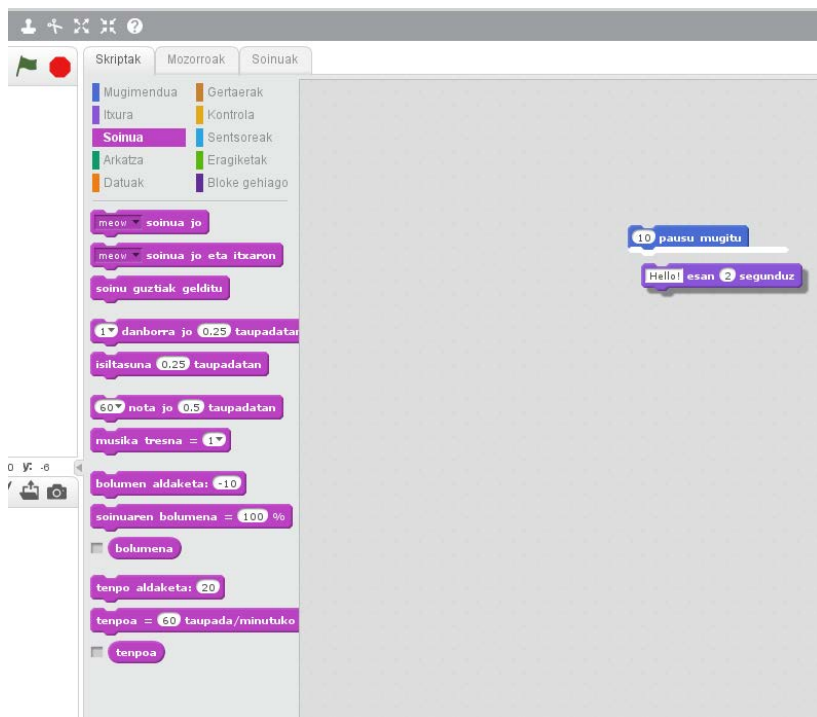 Skriptak Mozorroak Soinuak
Mugimendua Gertaerak
Itxura Kontrola
Soinua Sentsoreak
Arkatza Eragiketak
Datuak Bloke gehiago
meow soinua jo
meow soinua jo eta itxaron
soinu guztiak gelditu
1 danborra jo 0.25 taupadatan
isiltasuna 0.25 taupadatan
60 nota jo 0.5 taupadatan
musika tresna = 1
bolumen aldaketa: -10
soinuaren bolumena = 100 %
bolumena
tenpo aldaketa: 20
tenpoa = 60 taupada/minutuko
tenpoa
10 pausu mugitu
Hello! esan 2 segunduz
0 y: -6